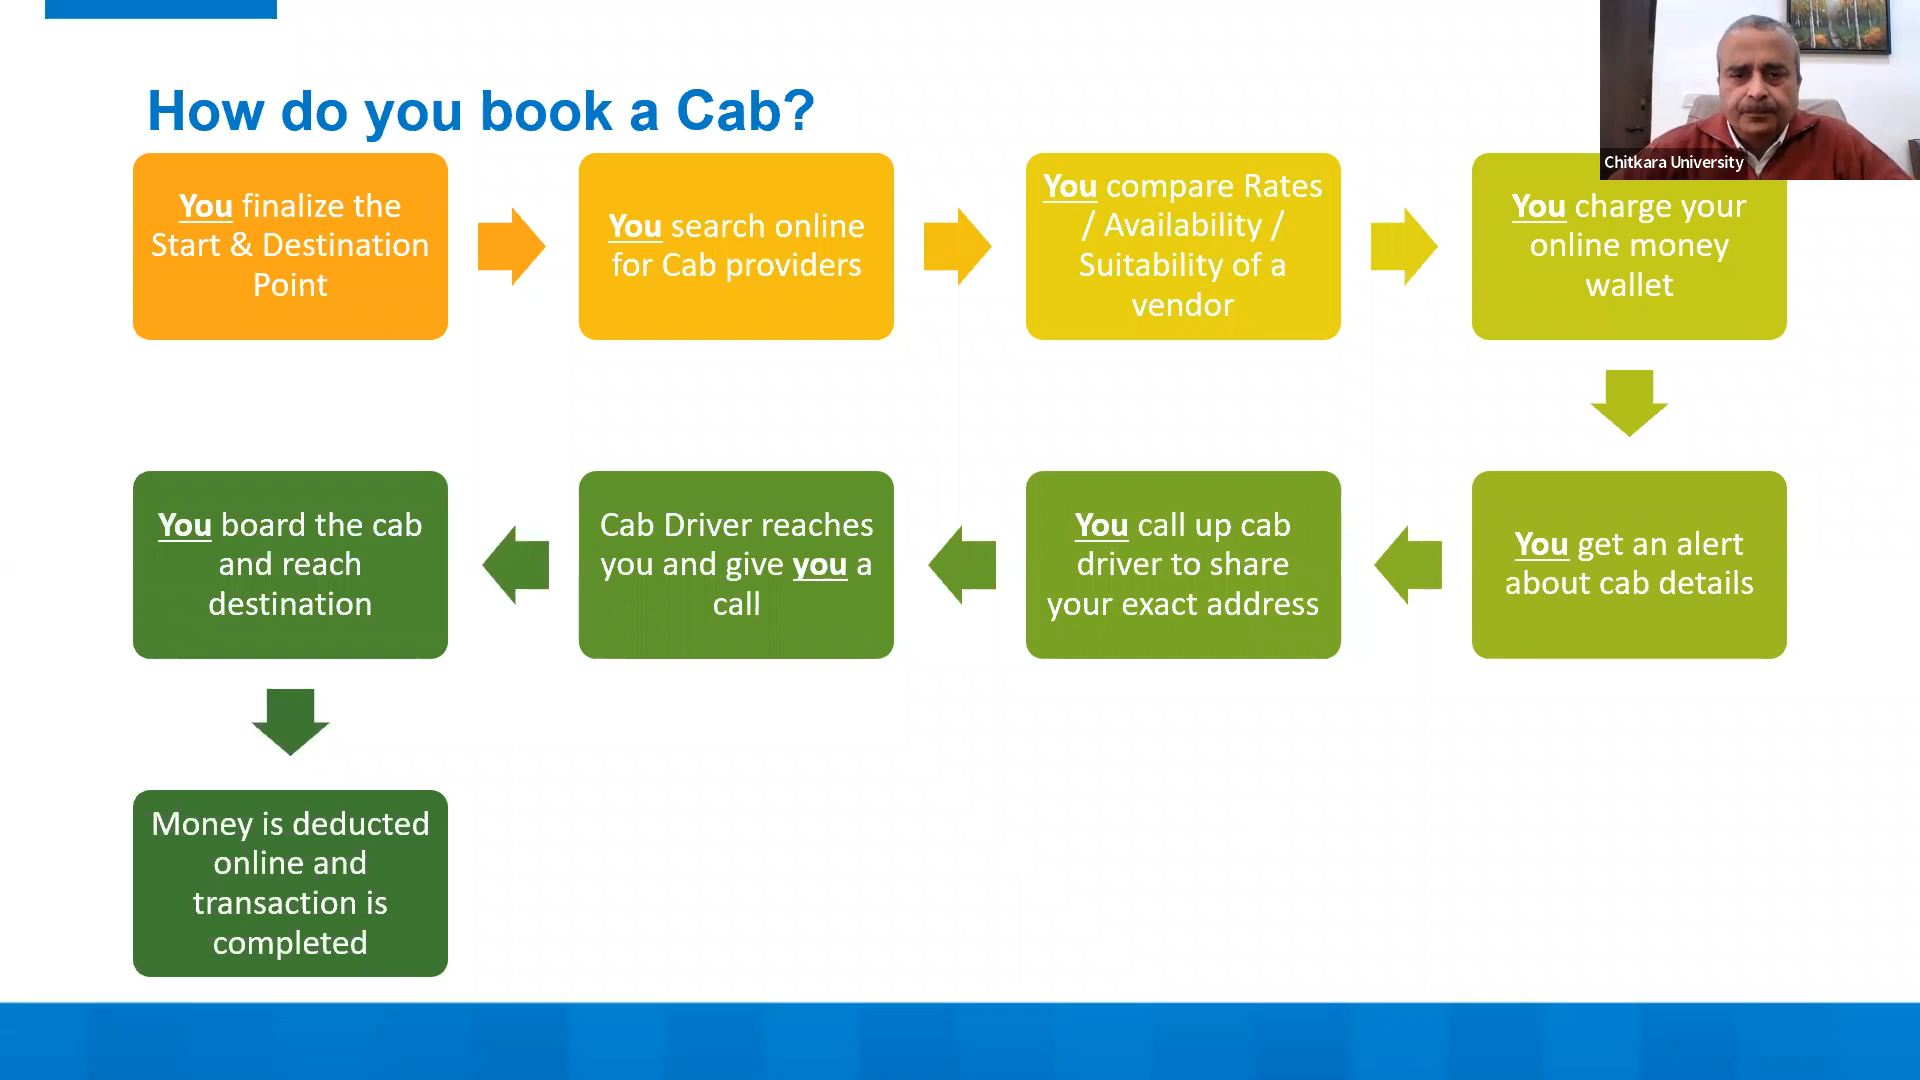 How do you book a Cab?
Chitkara University
You finalize the
Start & Destination
Point
You search online
for Cab providers
You compare Rates
/ Availability /
Suitability of a
vendor
You charge your
online money
wallet
You get an alert
about cab details
You call up cab
driver to share
your exact address
Cab Driver reaches
you and give you a
call
You board the cab
and reach
destination
Money is deducted
online and
transaction is
completed